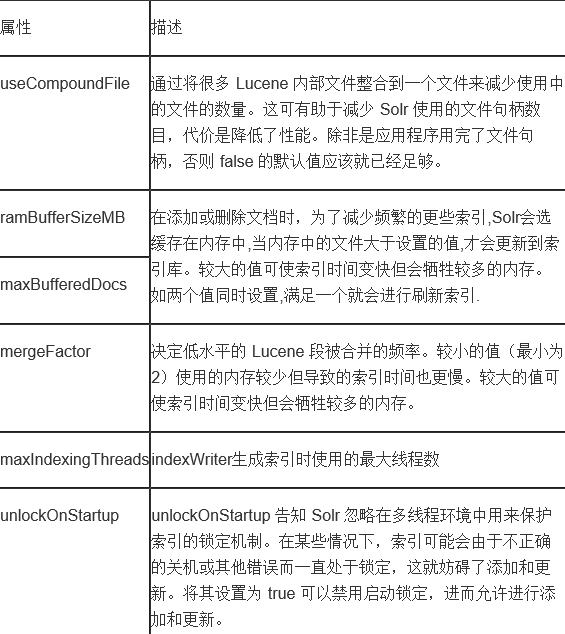 属性 描述
useCompoundFile 通过将很多 Lucene 内部文件整合到一个文件来减少使用中
的文件的数量。这可有助于减少 Solr 使用的文件句柄数
目，代价是降低了性能。除非是应用程序用完了文件句
柄，否则 false 的默认值应该就已经足够。
ramBufferSizeMB 在添加或删除文档时，为了减少频繁的更些索引,Solr会选
缓存在内存中,当内存中的文件大于设置的值,才会更新到索
引库。较大的值可使索引时间变快但会牺牲较多的内存。
maxBufferedDocs 如两个值同时设置,满足一个就会进行刷新索引.
mergeFactor 决定低水平的 Lucene 段被合并的频率。较小的值（最小为
2）使用的内存较少但导致的索引时间也更慢。较大的值可
使索引时间变快但会牺牲较多的内存。
maxIndexingThreads indexWriter生成索引时使用的最大线程数
unlockOnStartup unlockOnStartup 告知 Solr 忽略在多线程环境中用来保护
索引的锁定机制。在某些情况下，索引可能会由于不正确
的关机或其他错误而一直处于锁定，这就妨碍了添加和更
新。将其设置为 true 可以禁用启动锁定，进而允许进行添
加和更新。